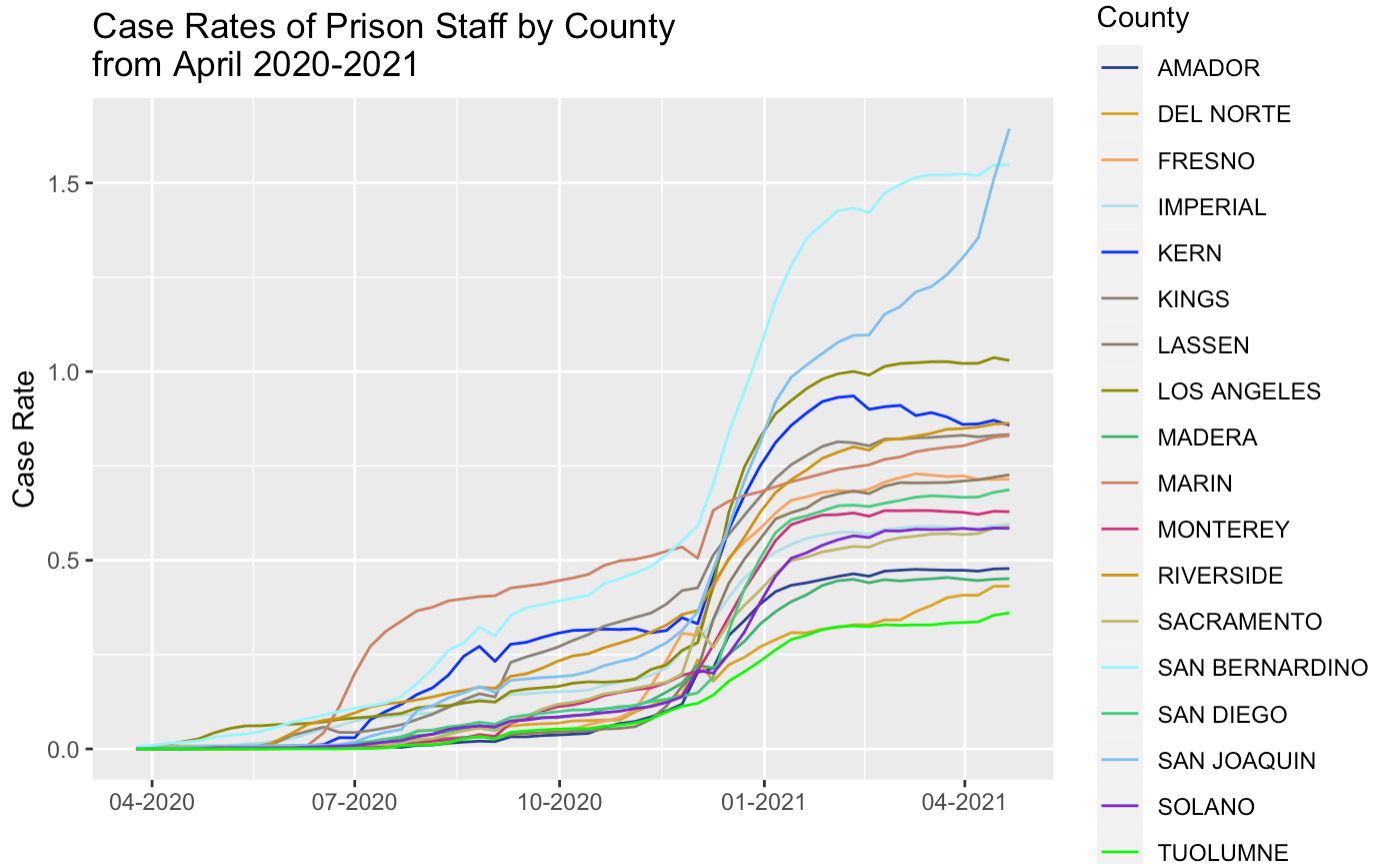 Case Rates of Prison Staff by County
from April 2020-2021
County
AMADOR
DEL NORTE
FRESNO
IMPERIAL
KERN
KINGS
LASSEN
LOS ANGELES
MADERA
MARIN
MONTEREY
RIVERSIDE
SACRAMENTO
SAN BERNARDINO
SAN DIEGO
SAN JOAQUIN
SOLANO
TUOLUMNE
Case Rate
1.5
1.0
0.5
0.0
04-2020 07-2020 10-2020 01-2021 04-2021